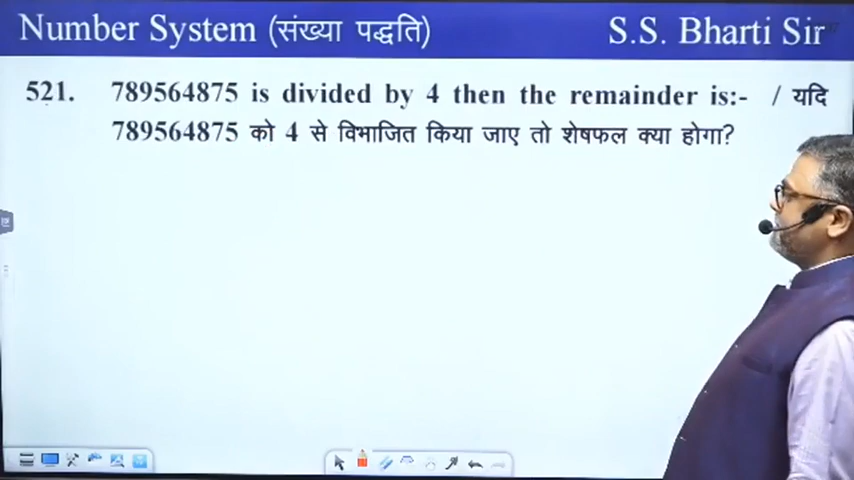 Number System (संख्या पद्धति) S.S. Bharti Sir
521. 789564875 is divided by 4 then the remainder is:- / यदि
789564875 को 4 से विभाजित किया जाए तो शेषफल क्या होगा?